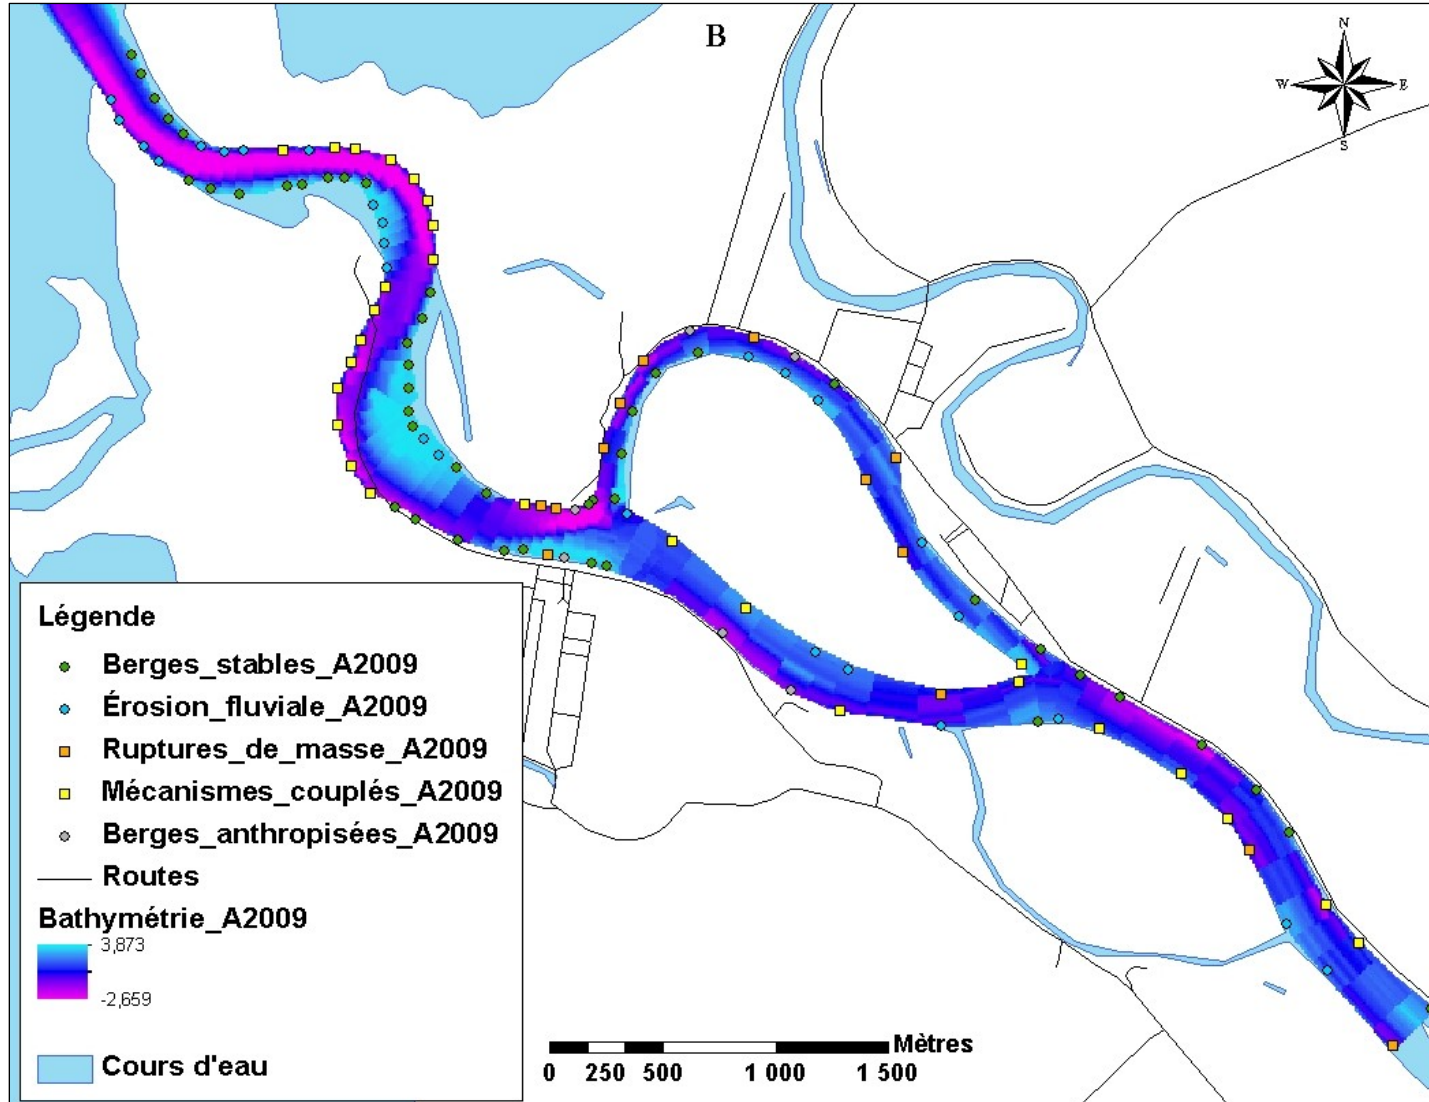 B
N
W E
S
Légende
Berges_stables_A2009
Érosion_fluviale_A2009
Ruptures_de_masse_A2009
Mécanismes_couplés_A2009
Berges_anthropisées_A2009
Routes
Bathymétrie_A2009
3,873
-2,659
Cours d'eau
Mètres
0 250 500 1 000 1 500